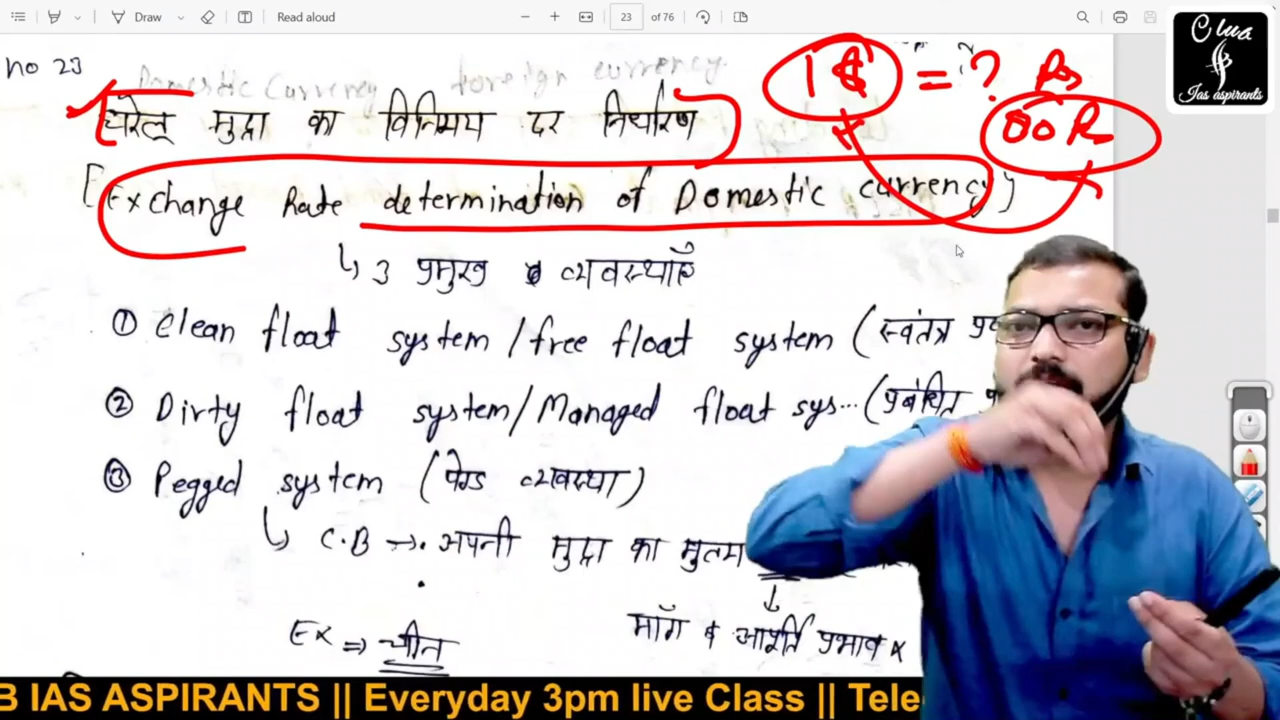 Draw
Read aloud
23 of 76
Clua
Ias aspirants
no 23
Domestic Currency foreign currency.
1 $ = ? Rs
80 Rs
घरेलू मुद्रा का विनिमय दर निर्धारण
[Exchange Rate determination of Domestic currency]
↳ 3 प्रमुख व्यवस्थाएँ
① Clean float system / free float system (स्वतंत्र
② Dirty float system/Managed float sys... (प्रबंधित
③ Pegged system (पेग्ड व्यवस्था)
↳ C.B →. अपनी मुद्रा का
↓
माँग व आपूर्ति प्रभाव x
Ex ⇒ चीन
B IAS ASPIRANTS || Everyday 3pm live Class || Tele